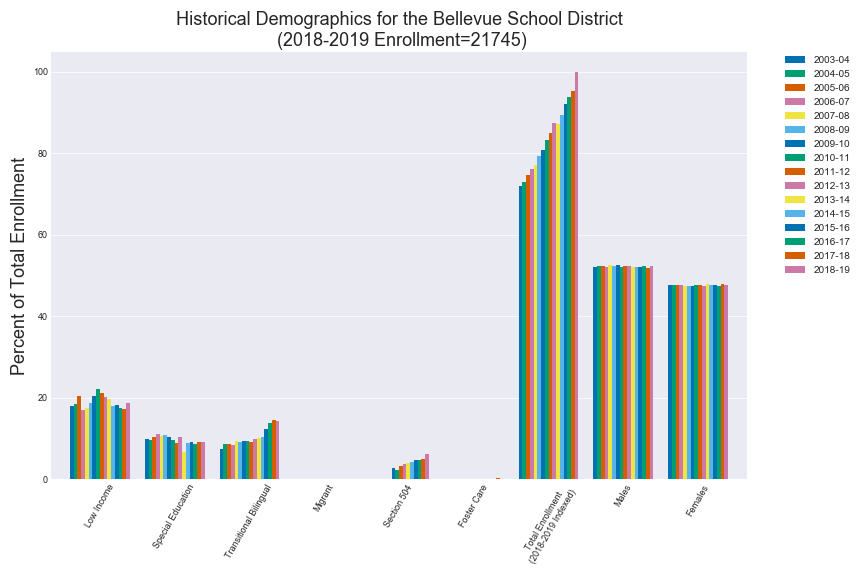 Historical Demographics for the Bellevue School District
(2018-2019 Enrollment=21745)
Percent of Total Enrollment
100
80
60
40
20
0
Low Income
Special Education
Transitional Bilingual
Migrant
Section 504
Foster Care
Total Enrollment
(2018-2019 Indexed)
Males
Females
2003-04
2004-05
2005-06
2006-07
2007-08
2008-09
2009-10
2010-11
2011-12
2012-13
2013-14
2014-15
2015-16
2016-17
2017-18
2018-19